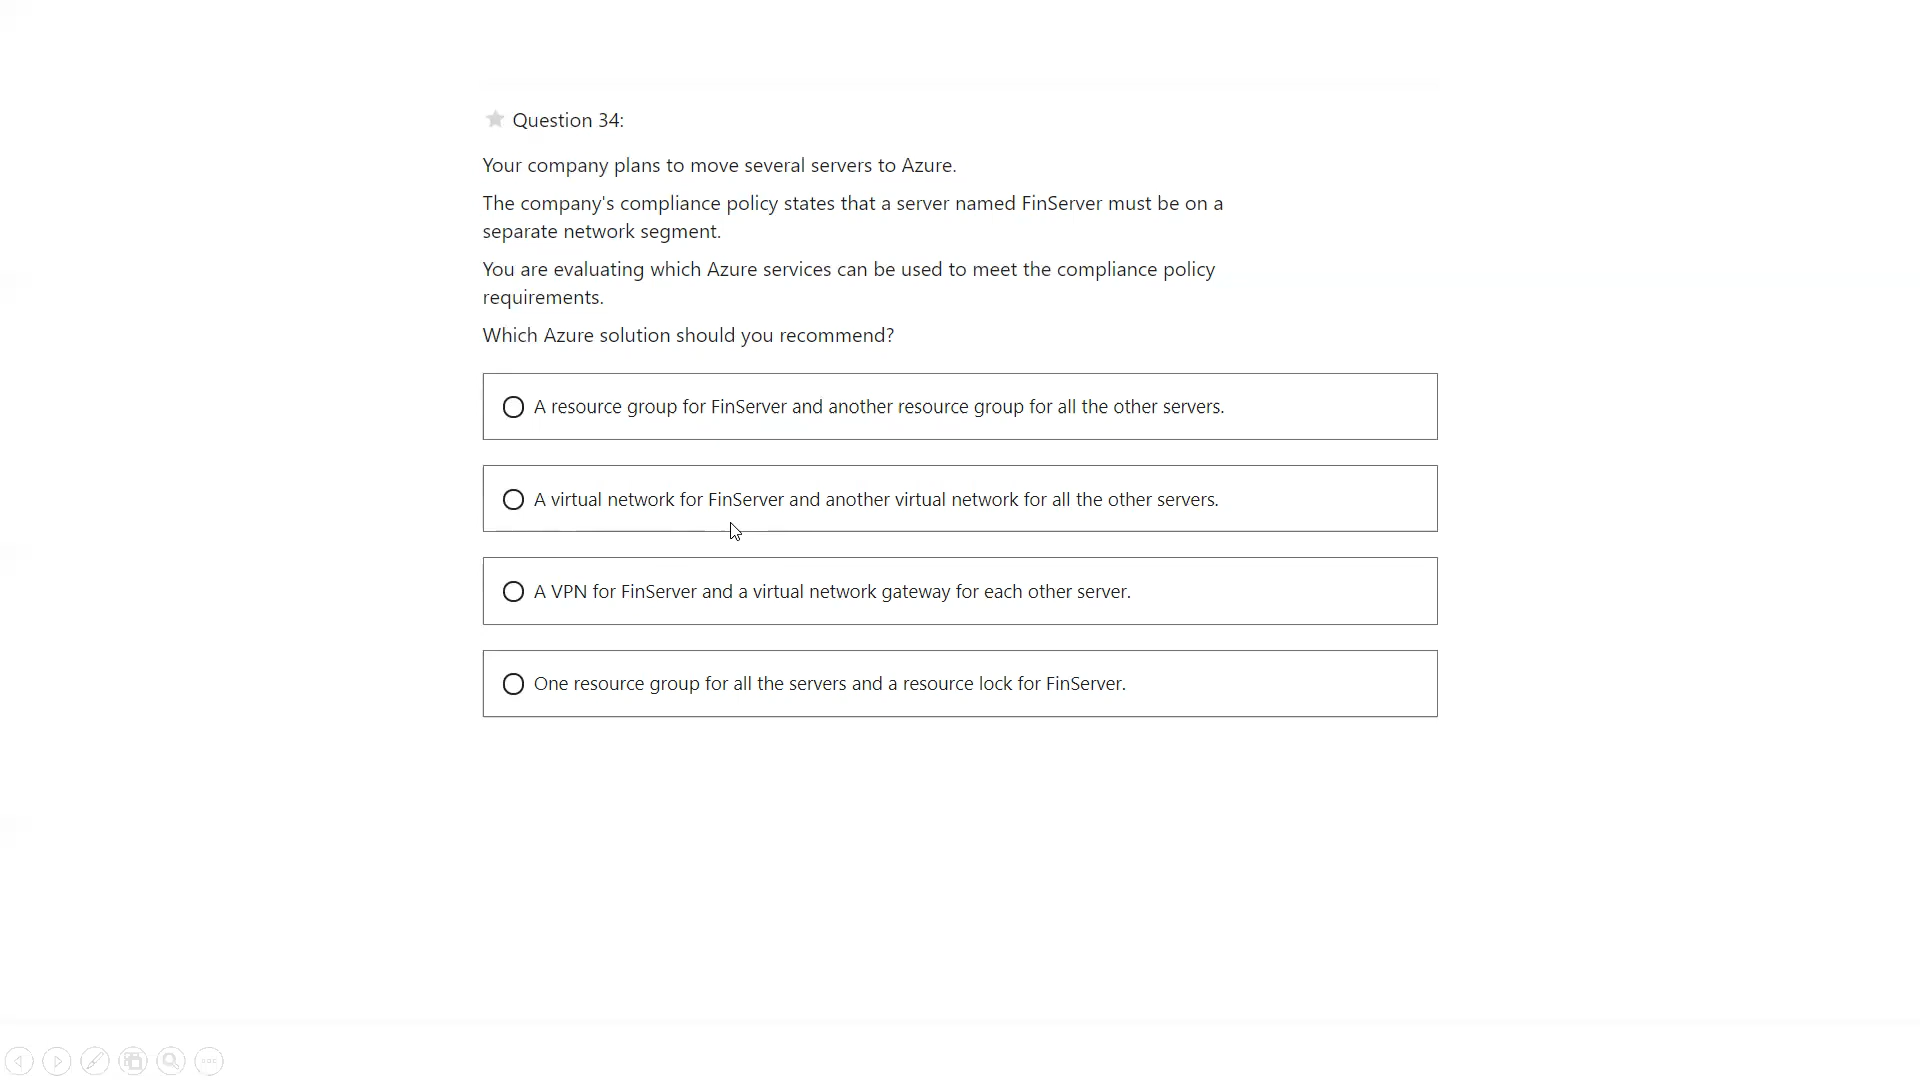 Question 34:
Your company plans to move several servers to Azure.
The company's compliance policy states that a server named FinServer must be on a
separate network segment.
You are evaluating which Azure services can be used to meet the compliance policy
requirements.
Which Azure solution should you recommend?
A resource group for FinServer and another resource group for all the other servers.
A virtual network for FinServer and another virtual network for all the other servers.
A VPN for FinServer and a virtual network gateway for each other server.
One resource group for all the servers and a resource lock for FinServer.